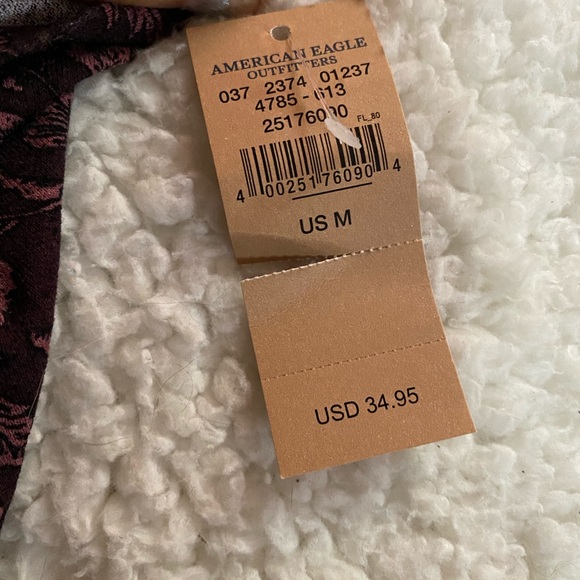 AMERICAN EAGLE
OUTFITTERS
037 2374 01237
4785-613
25176090
FL_80
4 00251 76090 4
US M
USD 34.95